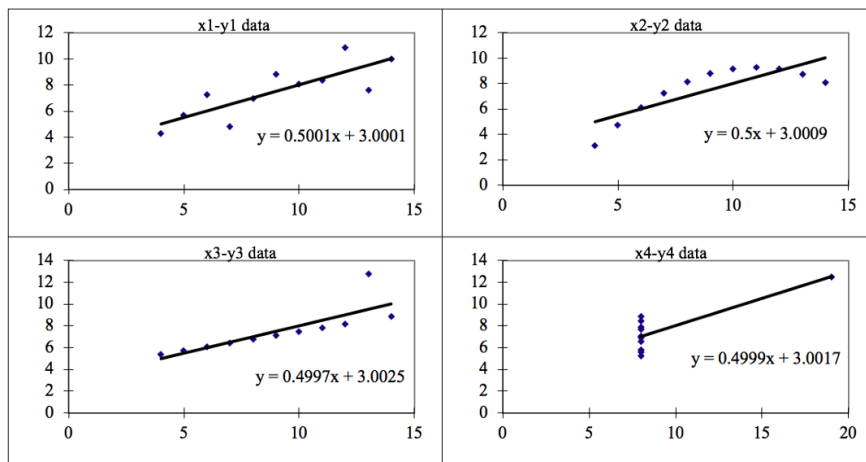 x1-y1 data
12
10
8
6
4
2
0
y = 0.5001x + 3.0001
0 5 10 15
x2-y2 data
12
10
8
6
4
2
0
y = 0.5x + 3.0009
0 5 10 15
x3-y3 data
14
12
10
8
6
4
2
0
y = 0.4997x + 3.0025
0 5 10 15
x4-y4 data
14
12
10
8
6
4
2
0
y = 0.4999x + 3.0017
0 5 10 15 20